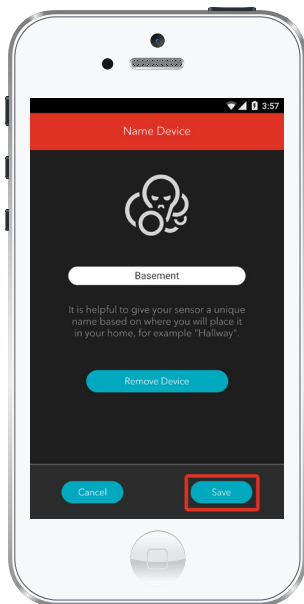 3:57
Name Device
Basement
It is helpful to give your sensor a unique
name based on where you will place it
in your home, for example "Hallway".
Remove Device
Cancel
Save